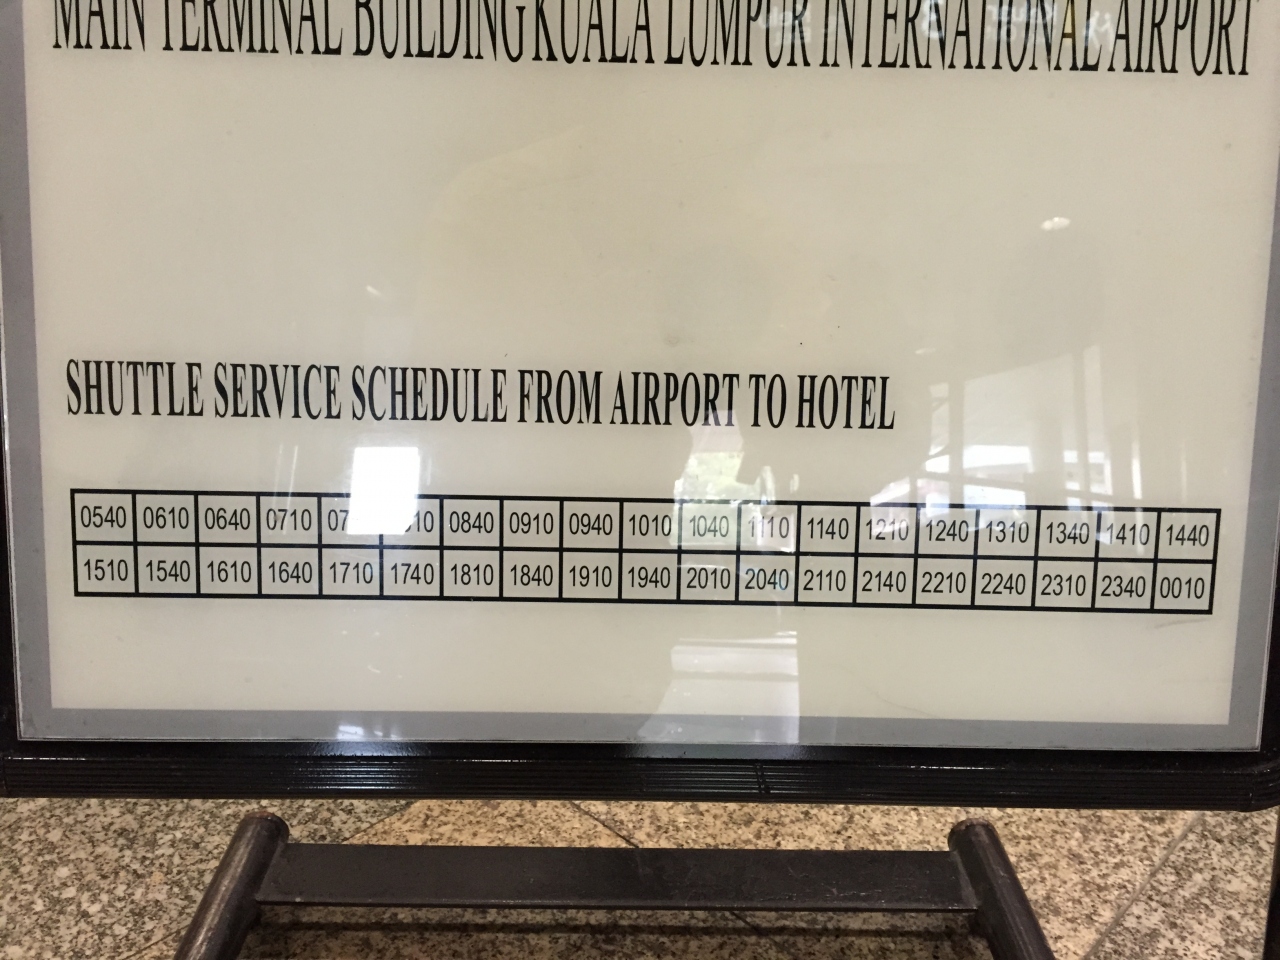 MAIN TERMINAL BUILDING KUALA LUMPUR INTERNATIONAL AIRPORT
SHUTTLE SERVICE SCHEDULE FROM AIRPORT TO HOTEL
0540 0610 0640 0710 0840 0910 0940 1010 1040 1110 1140 1210 1240 1310 1340 1410 1440
1510 1540 1610 1640 1710 1740 1810 1840 1910 1940 2010 2040 2110 2140 2210 2240 2310 2340 0010